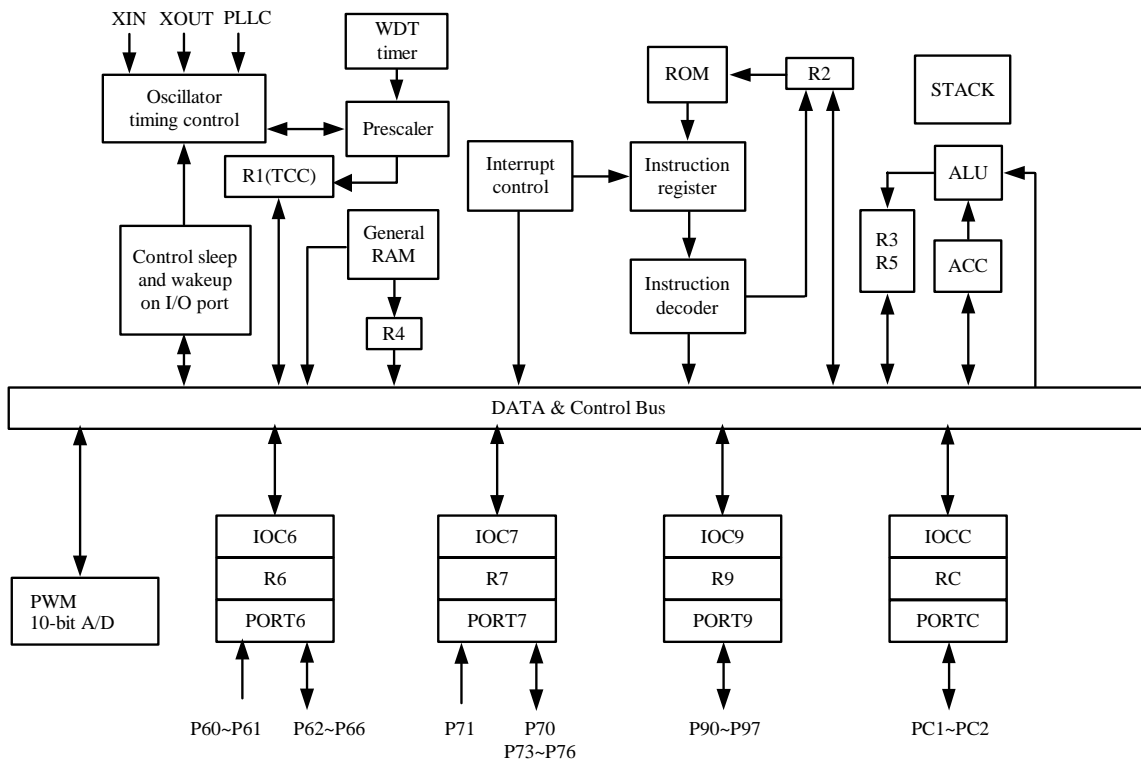 XIN XOUT PLLC
WDT
timer
ROM
R2
STACK
Oscillator
timing control
Prescaler
R1(TCC)
Interrupt
control
Instruction
register
ALU
General
RAM
R3
R5
ACC
Control sleep
and wakeup
on I/O port
Instruction
decoder
R4
DATA & Control Bus
IOC6
IOC7
IOC9
IOCC
R6
R7
R9
RC
PWM
10-bit A/D
PORT6
PORT7
PORT9
PORTC
P60~P61
P62~P66
P71
P70
P73~P76
P90~P97
PC1~PC2